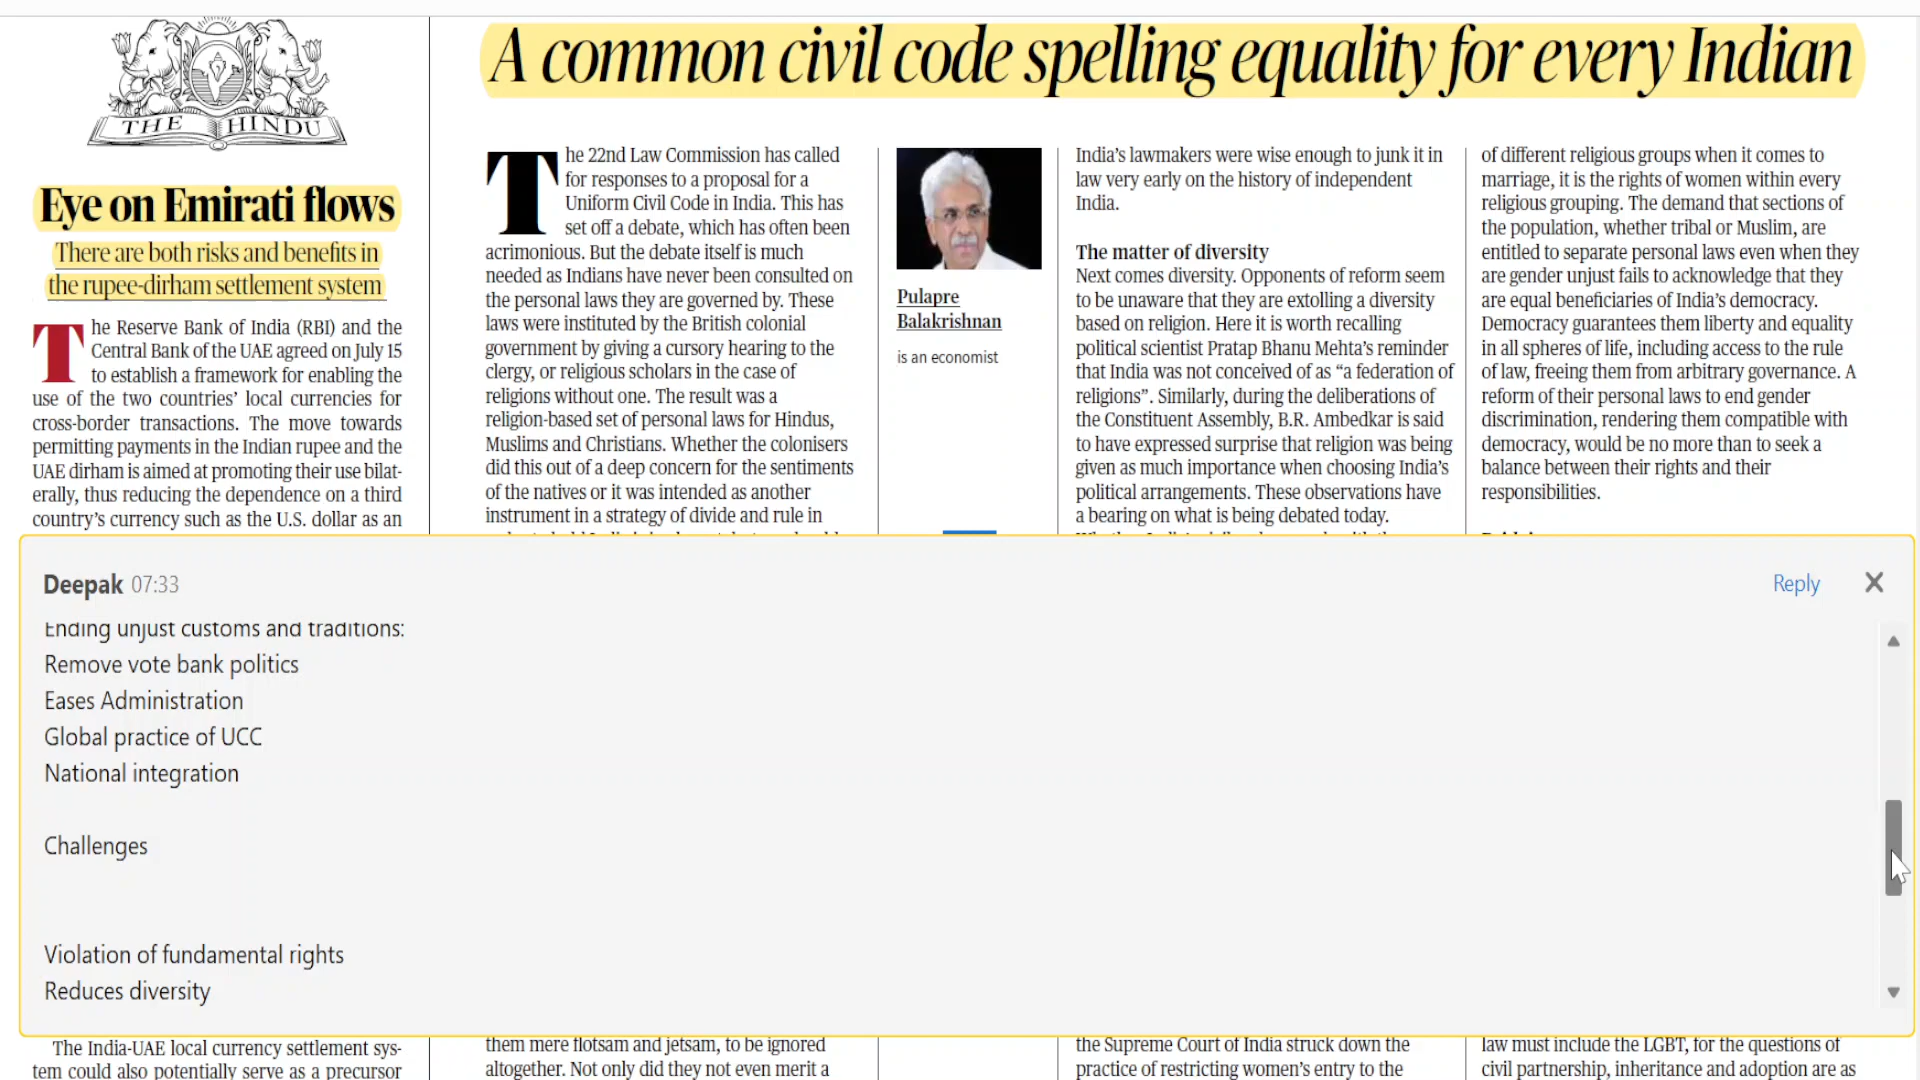 THE HINDU
Eye on Emirati flows
There are both risks and benefits in
the rupee-dirham settlement system
The Reserve Bank of India (RBI) and the
Central Bank of the UAE agreed on July 15
to establish a framework for enabling the
use of the two countries’ local currencies for
cross-border transactions. The move towards
permitting payments in the Indian rupee and the
UAE dirham is aimed at promoting their use bilat-
erally, thus reducing the dependence on a third
country’s currency such as the U.S. dollar as an
A common civil code spelling equality for every Indian
The 22nd Law Commission has called
for responses to a proposal for a
Uniform Civil Code in India. This has
set off a debate, which has often been
acrimonious. But the debate itself is much
needed as Indians have never been consulted on
the personal laws they are governed by. These
laws were instituted by the British colonial
government by giving a cursory hearing to the
clergy, or religious scholars in the case of
religions without one. The result was a
religion-based set of personal laws for Hindus,
Muslims and Christians. Whether the colonisers
did this out of a deep concern for the sentiments
of the natives or it was intended as another
instrument in a strategy of divide and rule in
Pulapre
Balakrishnan
is an economist
India’s lawmakers were wise enough to junk it in
law very early on the history of independent
India.
The matter of diversity
Next comes diversity. Opponents of reform seem
to be unaware that they are extolling a diversity
based on religion. Here it is worth recalling
political scientist Pratap Bhanu Mehta’s reminder
that India was not conceived of as “a federation of
religions”. Similarly, during the deliberations of
the Constituent Assembly, B.R. Ambedkar is said
to have expressed surprise that religion was being
given as much importance when choosing India’s
political arrangements. These observations have
a bearing on what is being debated today.
of different religious groups when it comes to
marriage, it is the rights of women within every
religious grouping. The demand that sections of
the population, whether tribal or Muslim, are
entitled to separate personal laws even when they
are gender unjust fails to acknowledge that they
are equal beneficiaries of India’s democracy.
Democracy guarantees them liberty and equality
in all spheres of life, including access to the rule
of law, freeing them from arbitrary governance. A
reform of their personal laws to end gender
discrimination, rendering them compatible with
democracy, would be no more than to seek a
balance between their rights and their
responsibilities.
Deepak 07:33
Reply
Ending unjust customs and traditions:
Remove vote bank politics
Eases Administration
Global practice of UCC
National integration
Challenges
Violation of fundamental rights
Reduces diversity
The India-UAE local currency settlement sys-
tem could also potentially serve as a precursor
them mere flotsam and jetsam, to be ignored
altogether. Not only did they not even merit a
the Supreme Court of India struck down the
practice of restricting women’s entry to the
law must include the LGBT, for the questions of
civil partnership, inheritance and adoption are as